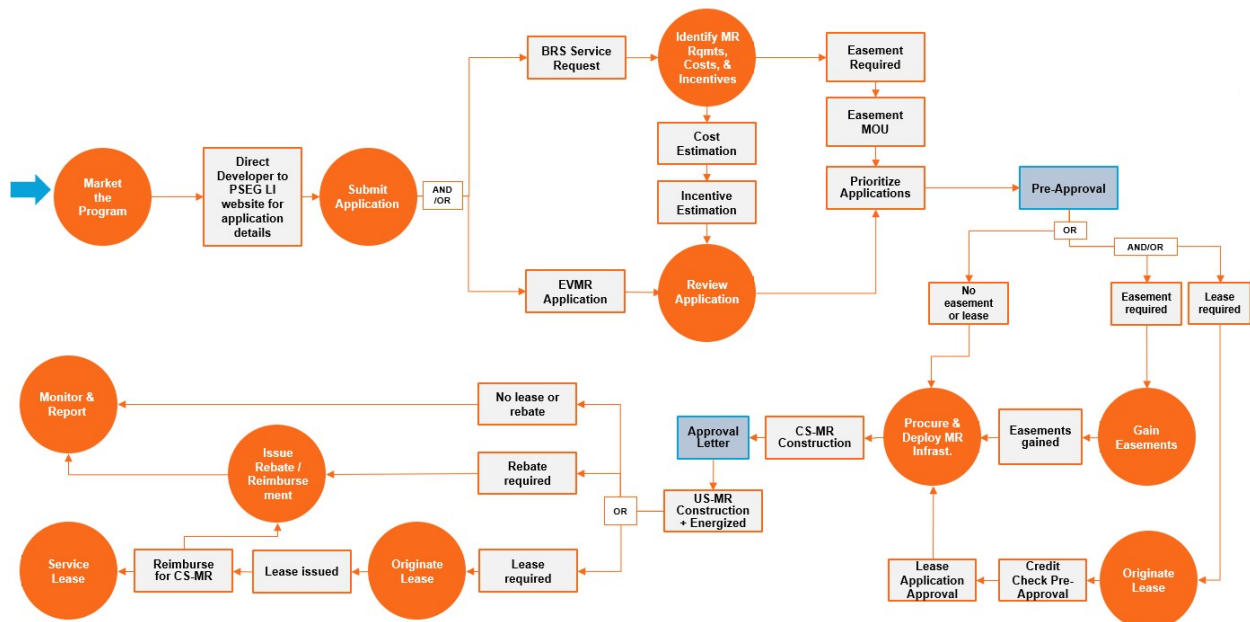 Market
the
Program
Direct
Developer to
PSEG LI
website for
application
details
Submit
Application
AND
/OR
BRS Service
Request
Identify MR
Rqmts,
Costs, &
Incentives
Easement
Required
Easement
MOU
Cost
Estimation
Incentive
Estimation
Prioritize
Applications
Pre-Approval
EVMR
Application
Review
Application
OR
AND/OR
No
easement
or lease
Easement
required
Lease
required
Monitor &
Report
No lease or
rebate
Issue
Rebate /
Reimburse
ment
Rebate
required
OR
Approval
Letter
US-MR
Construction
+ Energized
CS-MR
Construction
Procure &
Deploy MR
Infrast.
Easements
gained
Gain
Easements
Service
Lease
Reimburse
for CS-MR
Lease issued
Originate
Lease
Lease
required
Lease
Application
Approval
Credit
Check Pre-
Approval
Originate
Lease